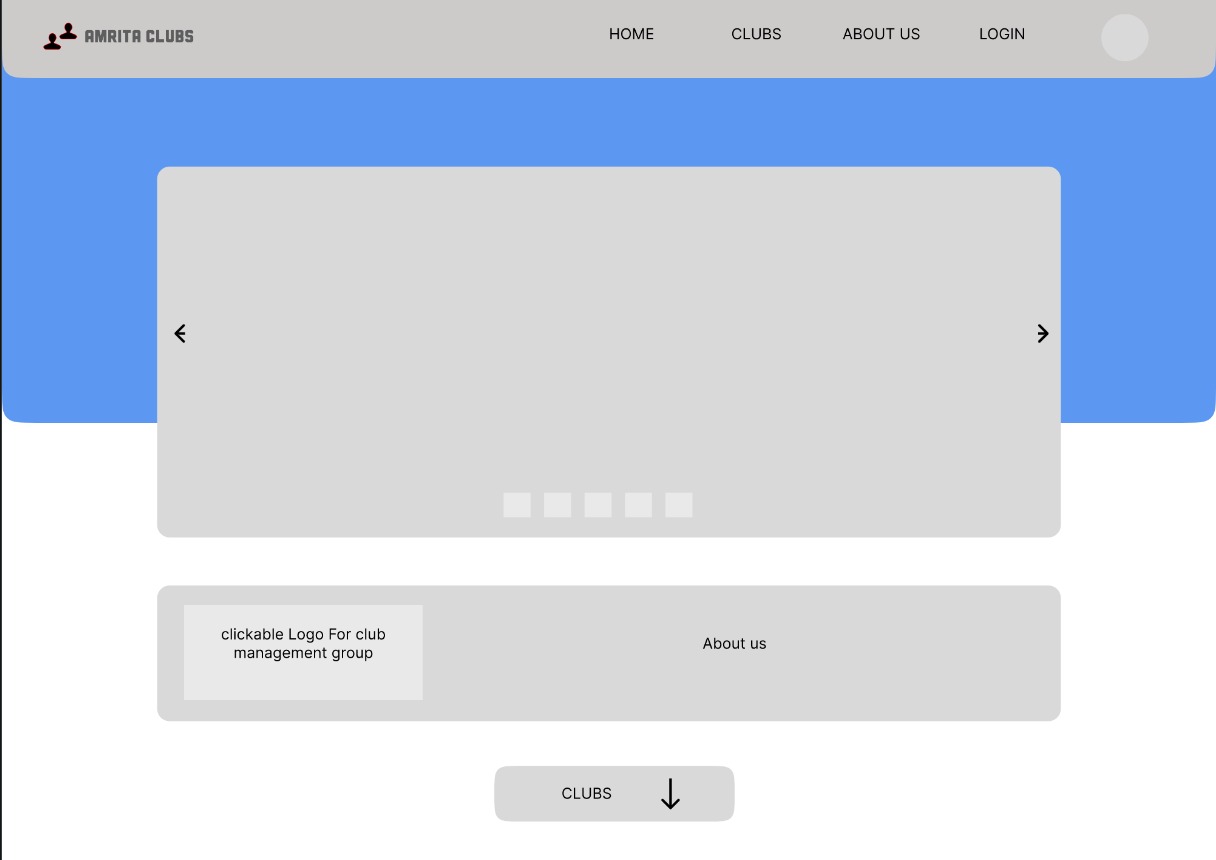 AMRITA CLUBS
HOME
CLUBS
ABOUT US
LOGIN
clickable Logo For club
management group
About us
CLUBS